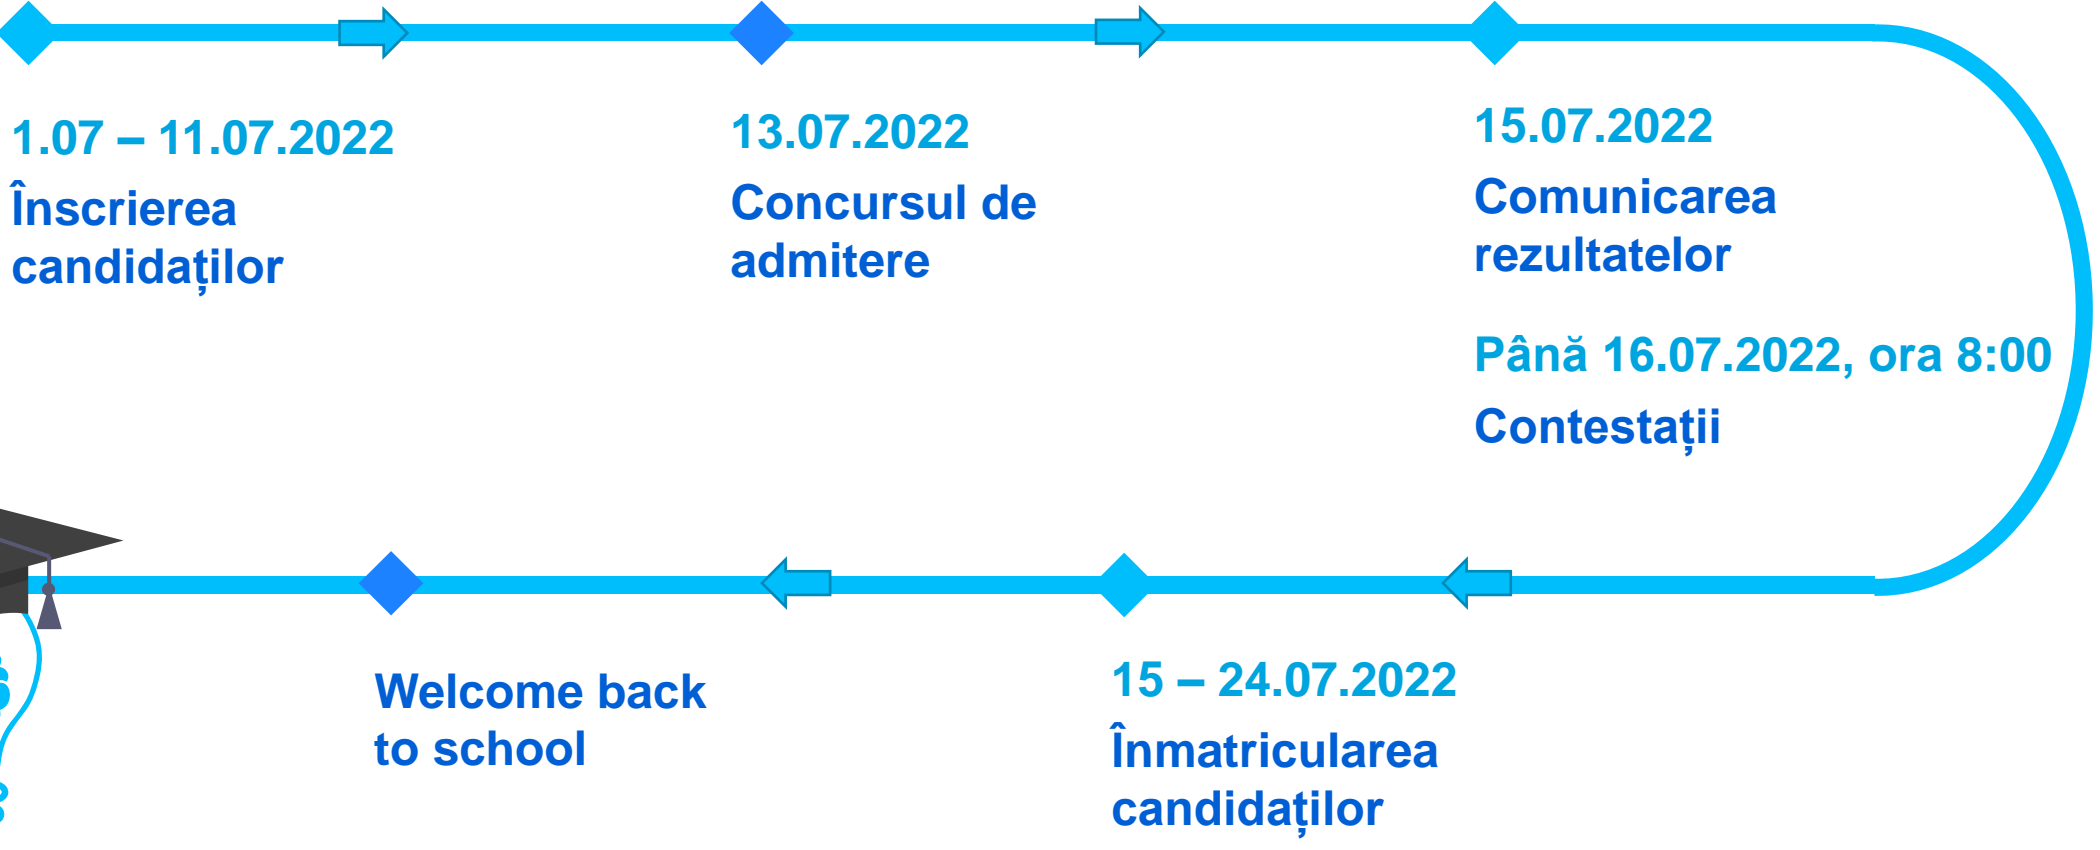 1.07 – 11.07.2022
Înscrierea
candidaților
13.07.2022
Concursul de
admitere
15.07.2022
Comunicarea
rezultatelor
Până 16.07.2022, ora 8:00
Contestații
15 – 24.07.2022
Înmatricularea
candidaților
Welcome back
to school